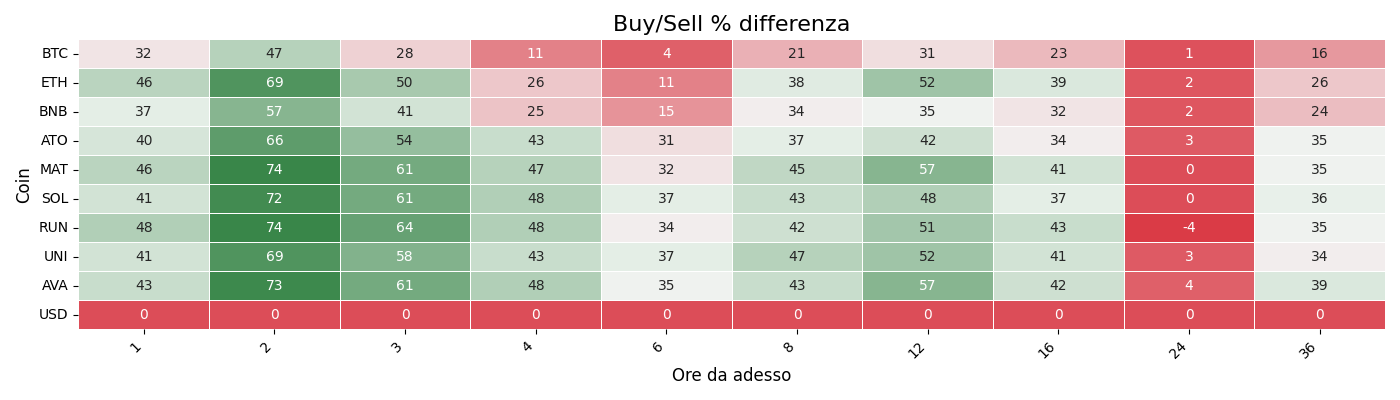 Buy/Sell % differenza
Coin
BTC 32 47 28 11 4 21 31 23 1 16
ETH 46 69 50 26 11 38 52 39 2 26
BNB 37 57 41 25 15 34 35 32 2 24
ATO 40 66 54 43 31 37 42 34 3 35
MAT 46 74 61 47 32 45 57 41 0 35
SOL 41 72 61 48 37 43 48 37 0 36
RUN 48 74 64 48 34 42 51 43 -4 35
UNI 41 69 58 43 37 47 52 41 3 34
AVA 43 73 61 48 35 43 57 42 4 39
USD 0 0 0 0 0 0 0 0 0 0
1 2 3 4 6 8 12 16 24 36
Ore da adesso